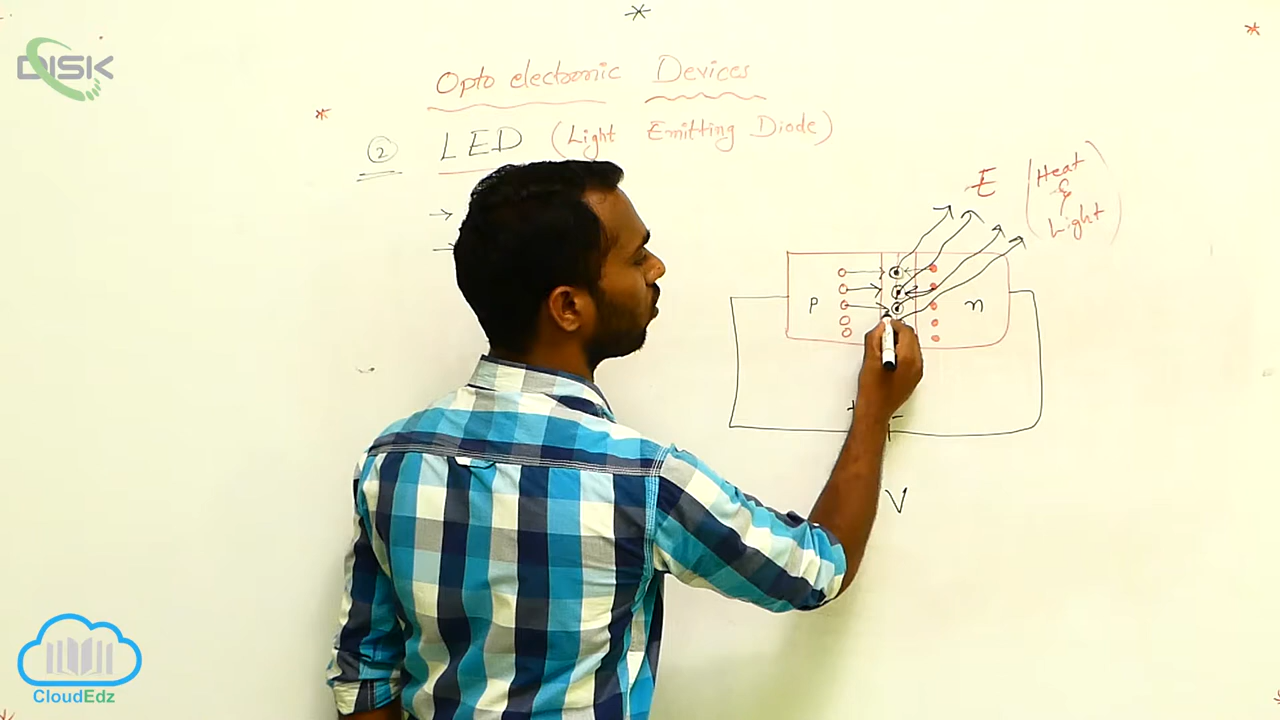 DISK
Opto electronic Devices
② LED (Light Emitting Diode)
→
→
E (Heat
&
Light)
p
n
+ -
V
CloudEdz